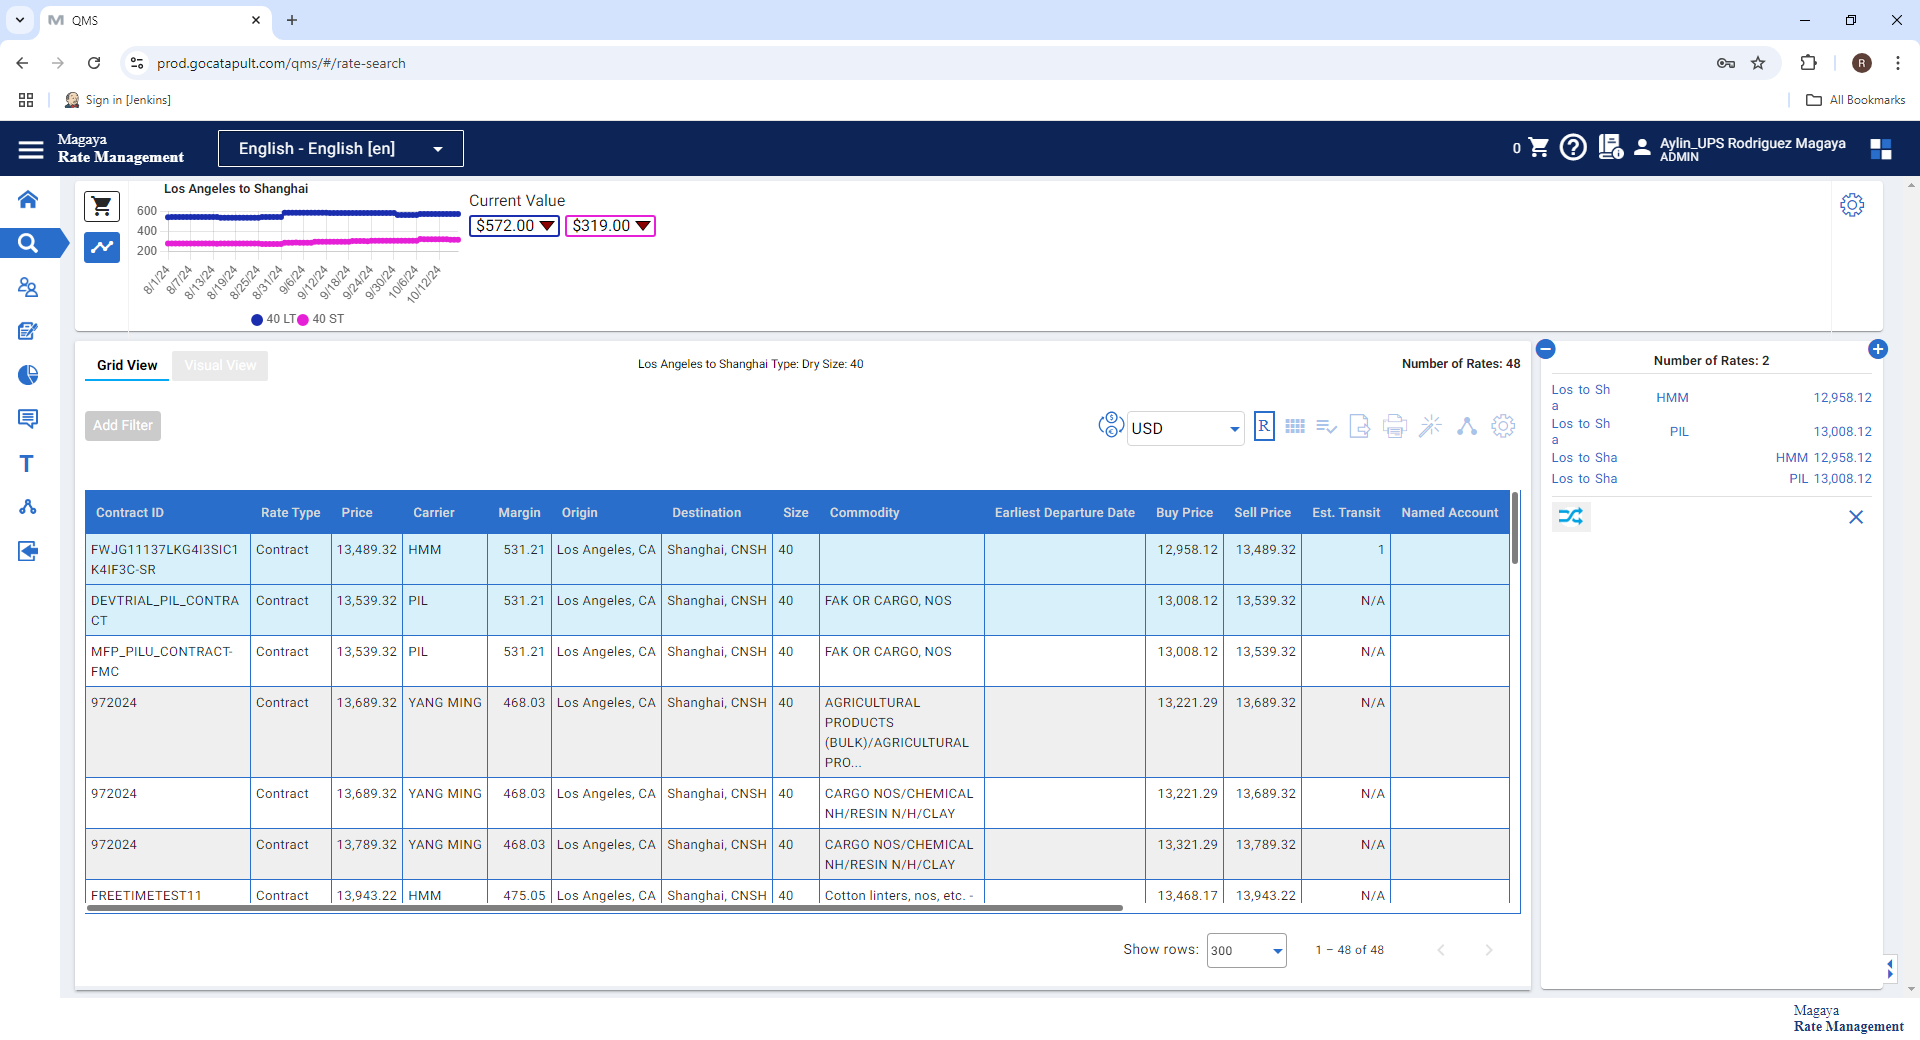 QMS
prod.gocatapult.com/qms/#/rate-search
R
Sign in [Jenkins]
All Bookmarks
Magaya
Rate Management
English - English [en]
0
Aylin_UPS Rodriguez Magaya
ADMIN
Los Angeles to Shanghai
600
400
200
8/1/24
8/7/24
8/13/24
8/19/24
8/25/24
8/31/24
9/6/24
9/12/24
9/18/24
9/24/24
9/30/24
10/6/24
10/12/24
40 LT
40 ST
Current Value
$572.00
$319.00
Grid View
Visual View
Los Angeles to Shanghai Type: Dry Size: 40
Number of Rates: 48
Add Filter
USD
R
Contract ID Rate Type Price Carrier Margin Origin Destination Size Commodity Earliest Departure Date Buy Price Sell Price Est. Transit Named Account
FWJG11137LKG4I3SIC1 Contract 13,489.32 HMM 531.21 Los Angeles, CA Shanghai, CNSH 40 12,958.12 13,489.32 1
K4IF3C-SR
DEVTRIAL_PIL_CONTRA Contract 13,539.32 PIL 531.21 Los Angeles, CA Shanghai, CNSH 40 FAK OR CARGO, NOS 13,008.12 13,539.32 N/A
CT
MFP_PILU_CONTRACT- Contract 13,539.32 PIL 531.21 Los Angeles, CA Shanghai, CNSH 40 FAK OR CARGO, NOS 13,008.12 13,539.32 N/A
FMC
972024 Contract 13,689.32 YANG MING 468.03 Los Angeles, CA Shanghai, CNSH 40 AGRICULTURAL 13,221.29 13,689.32 N/A
PRODUCTS
(BULK)/AGRICULTURAL
PRO...
972024 Contract 13,689.32 YANG MING 468.03 Los Angeles, CA Shanghai, CNSH 40 CARGO NOS/CHEMICAL 13,221.29 13,689.32 N/A
NH/RESIN N/H/CLAY
972024 Contract 13,789.32 YANG MING 468.03 Los Angeles, CA Shanghai, CNSH 40 CARGO NOS/CHEMICAL 13,321.29 13,789.32 N/A
NH/RESIN N/H/CLAY
FREETIMETEST11 Contract 13,943.22 HMM 475.05 Los Angeles, CA Shanghai, CNSH 40 Cotton linters, nos, etc. - 13,468.17 13,943.22 N/A
Show rows: 300 1 – 48 of 48
Number of Rates: 2
Los to Sh HMM 12,958.12
a
Los to Sh PIL 13,008.12
a
Los to Sha HMM 12,958.12
Los to Sha PIL 13,008.12
Magaya
Rate Management